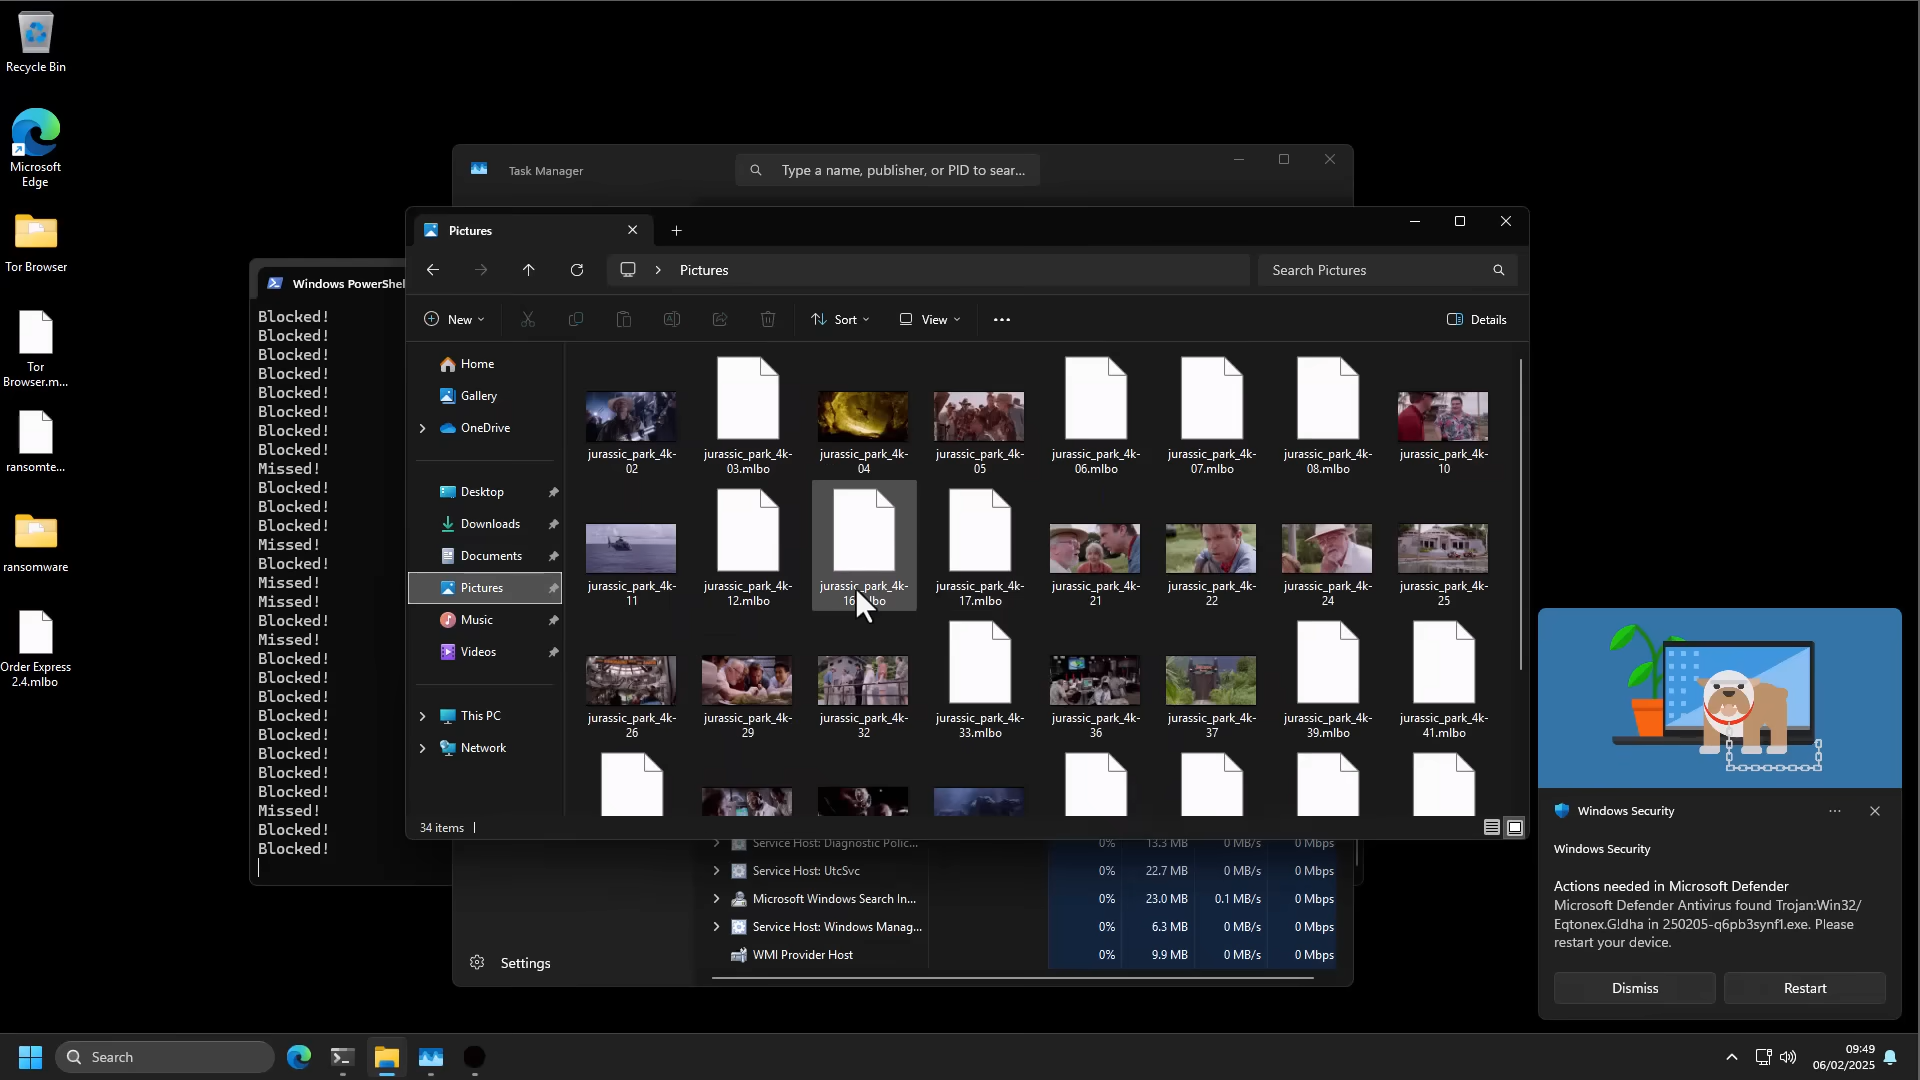 Recycle Bin
Microsoft
Edge
Tor Browser
Tor
Browser.m...
ransomte...
ransomware
Order Express
2.4.mlbo
Task Manager
Type a name, publisher, or PID to sear...
Windows PowerShel
Blocked!
Blocked!
Blocked!
Blocked!
Blocked!
Blocked!
Blocked!
Blocked!
Missed!
Blocked!
Blocked!
Blocked!
Missed!
Blocked!
Missed!
Missed!
Blocked!
Missed!
Blocked!
Blocked!
Blocked!
Blocked!
Blocked!
Blocked!
Blocked!
Blocked!
Missed!
Blocked!
Blocked!
Pictures
Pictures
Search Pictures
New
Sort
View
Details
Home
Gallery
OneDrive
Desktop
Downloads
Documents
Pictures
Music
Videos
This PC
Network
jurassic_park_4k-
02
jurassic_park_4k-
03.mlbo
jurassic_park_4k-
04
jurassic_park_4k-
05
jurassic_park_4k-
06.mlbo
jurassic_park_4k-
07.mlbo
jurassic_park_4k-
08.mlbo
jurassic_park_4k-
10
jurassic_park_4k-
11
jurassic_park_4k-
12.mlbo
jurassic_park_4k-
jurassic_park_4k-
17.mlbo
jurassic_park_4k-
21
jurassic_park_4k-
22
jurassic_park_4k-
24
jurassic_park_4k-
25
jurassic_park_4k-
26
jurassic_park_4k-
29
jurassic_park_4k-
32
jurassic_park_4k-
33.mlbo
jurassic_park_4k-
36
jurassic_park_4k-
37
jurassic_park_4k-
39.mlbo
jurassic_park_4k-
41.mlbo
34 items
Service Host: Diagnostic Polic... 0% 13.3 MB 0 MB/s 0 Mbps
Service Host: UtcSvc 0% 22.7 MB 0 MB/s 0 Mbps
Microsoft Windows Search In... 0% 23.0 MB 0.1 MB/s 0 Mbps
Service Host: Windows Manag... 0% 6.3 MB 0 MB/s 0 Mbps
WMI Provider Host 0% 9.9 MB 0 MB/s 0 Mbps
Settings
Windows Security
Windows Security
Actions needed in Microsoft Defender
Microsoft Defender Antivirus found Trojan:Win32/
Eqtonex.G!dha in 250205-q6pb3synf1.exe. Please
restart your device.
Dismiss
Restart
Search
09:49
06/02/2025